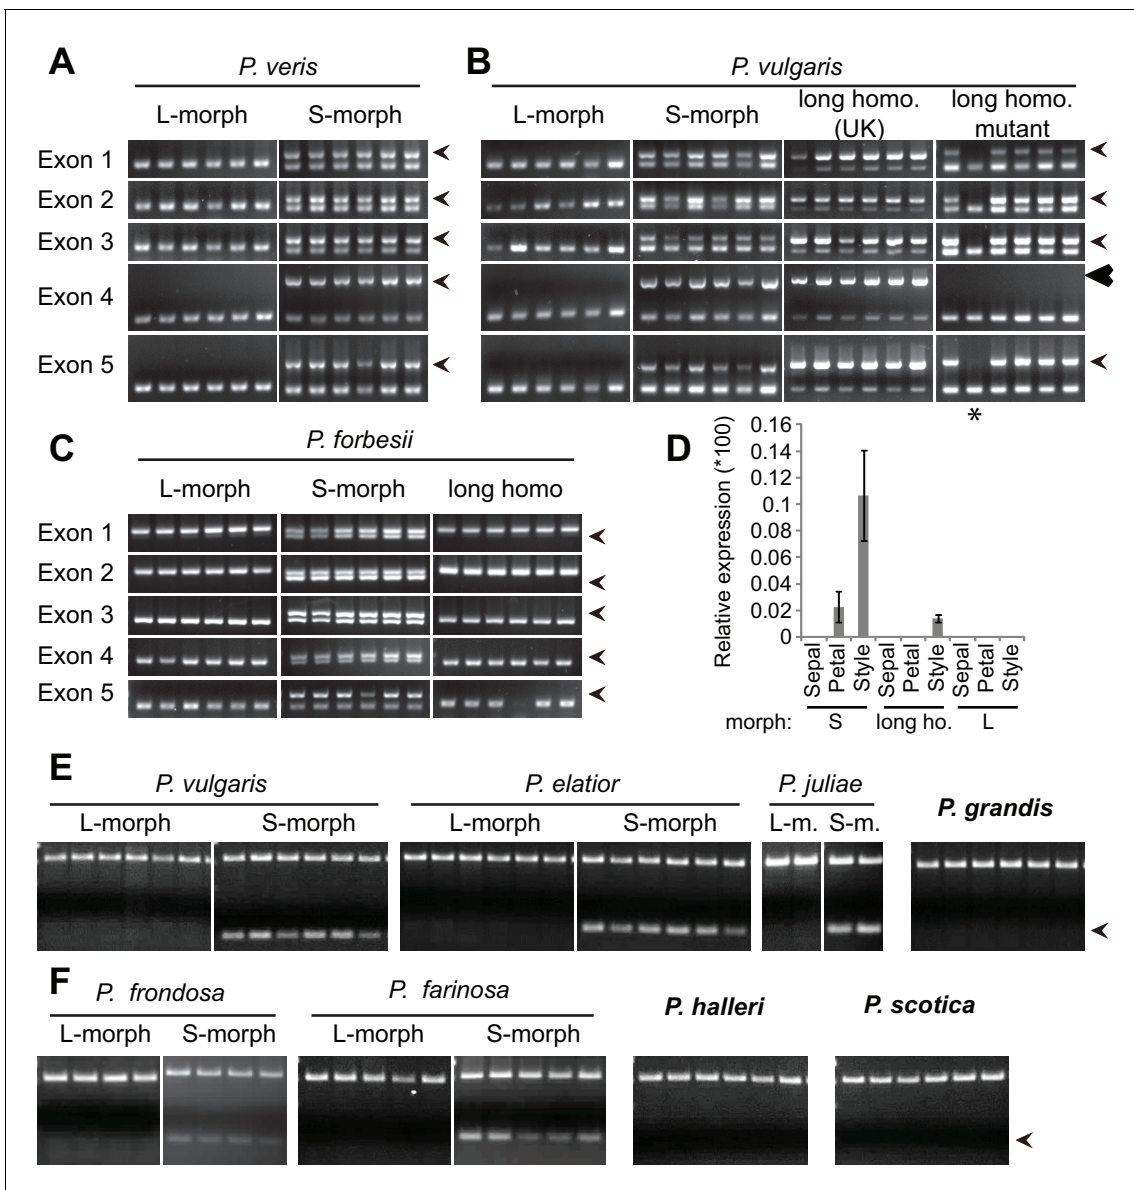 A
P. veris
L-morph S-morph
Exon 1
Exon 2
Exon 3
Exon 4
Exon 5
B
P. vulgaris
L-morph S-morph long homo. (UK) long homo. mutant
*
C
P. forbesii
L-morph S-morph long homo
Exon 1
Exon 2
Exon 3
Exon 4
Exon 5
D
Relative expression (*100)
0.16
0.14
0.12
0.1
0.08
0.06
0.04
0.02
0
Sepal Petal Style Sepal Petal Style Sepal Petal Style
morph: S long ho. L
E
P. vulgaris P. elatior P. juliae P. grandis
L-morph S-morph L-morph S-morph L-m. S-m.
F
P. frondosa P. farinosa P. halleri P. scotica
L-morph S-morph L-morph S-morph